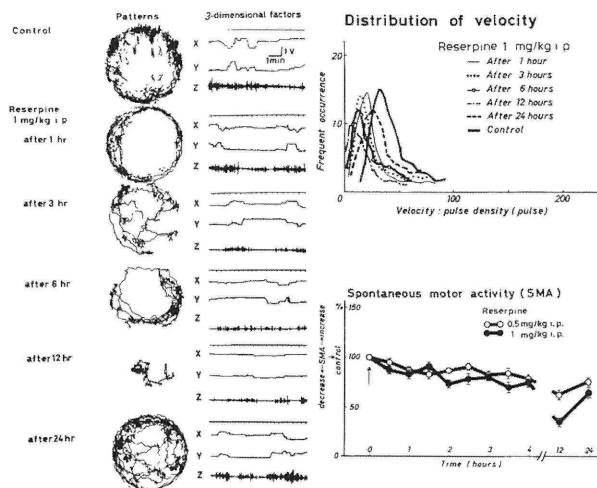 Patterns
3-dimensional factors
Control
X
Y
Z
1V
1min
Reserpine
1 mg/kg i.p
after 1 hr
X
Y
Z
after 3 hr
X
Y
Z
after 6 hr
X
Y
Z
after 12 hr
X
Y
Z
after 24 hr
X
Y
Z
Distribution of velocity
Reserpine 1 mg/kg i.p
After 1 hour
After 3 hours
After 6 hours
After 12 hours
After 24 hours
Control
Frequent occurrence
20
10
0
100
200
Velocity : pulse density (pulse)
Spontaneous motor activity (SMA)
Reserpine
0.5mg/kg i.p.
1 mg/kg i.p.
decrease ← SMA → increase
control
%
150
100
50
0
1
2
3
4
12
24
Time (hours)